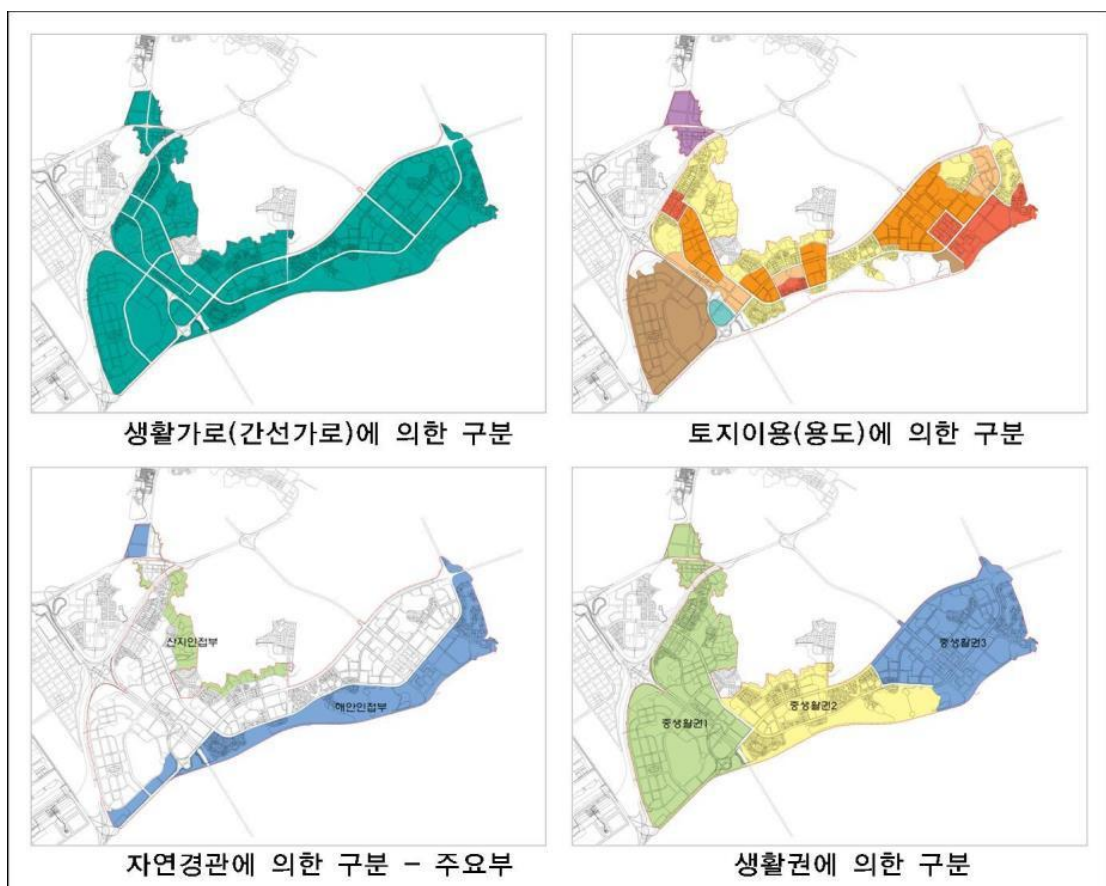 생활가로(간선가로)에 의한 구분
토지이용(용도)에 의한 구분
산지인접부
해안인접부
자연경관에 의한 구분 - 주요부
중생활권3
중생활권2
중생활권1
생활권에 의한 구분